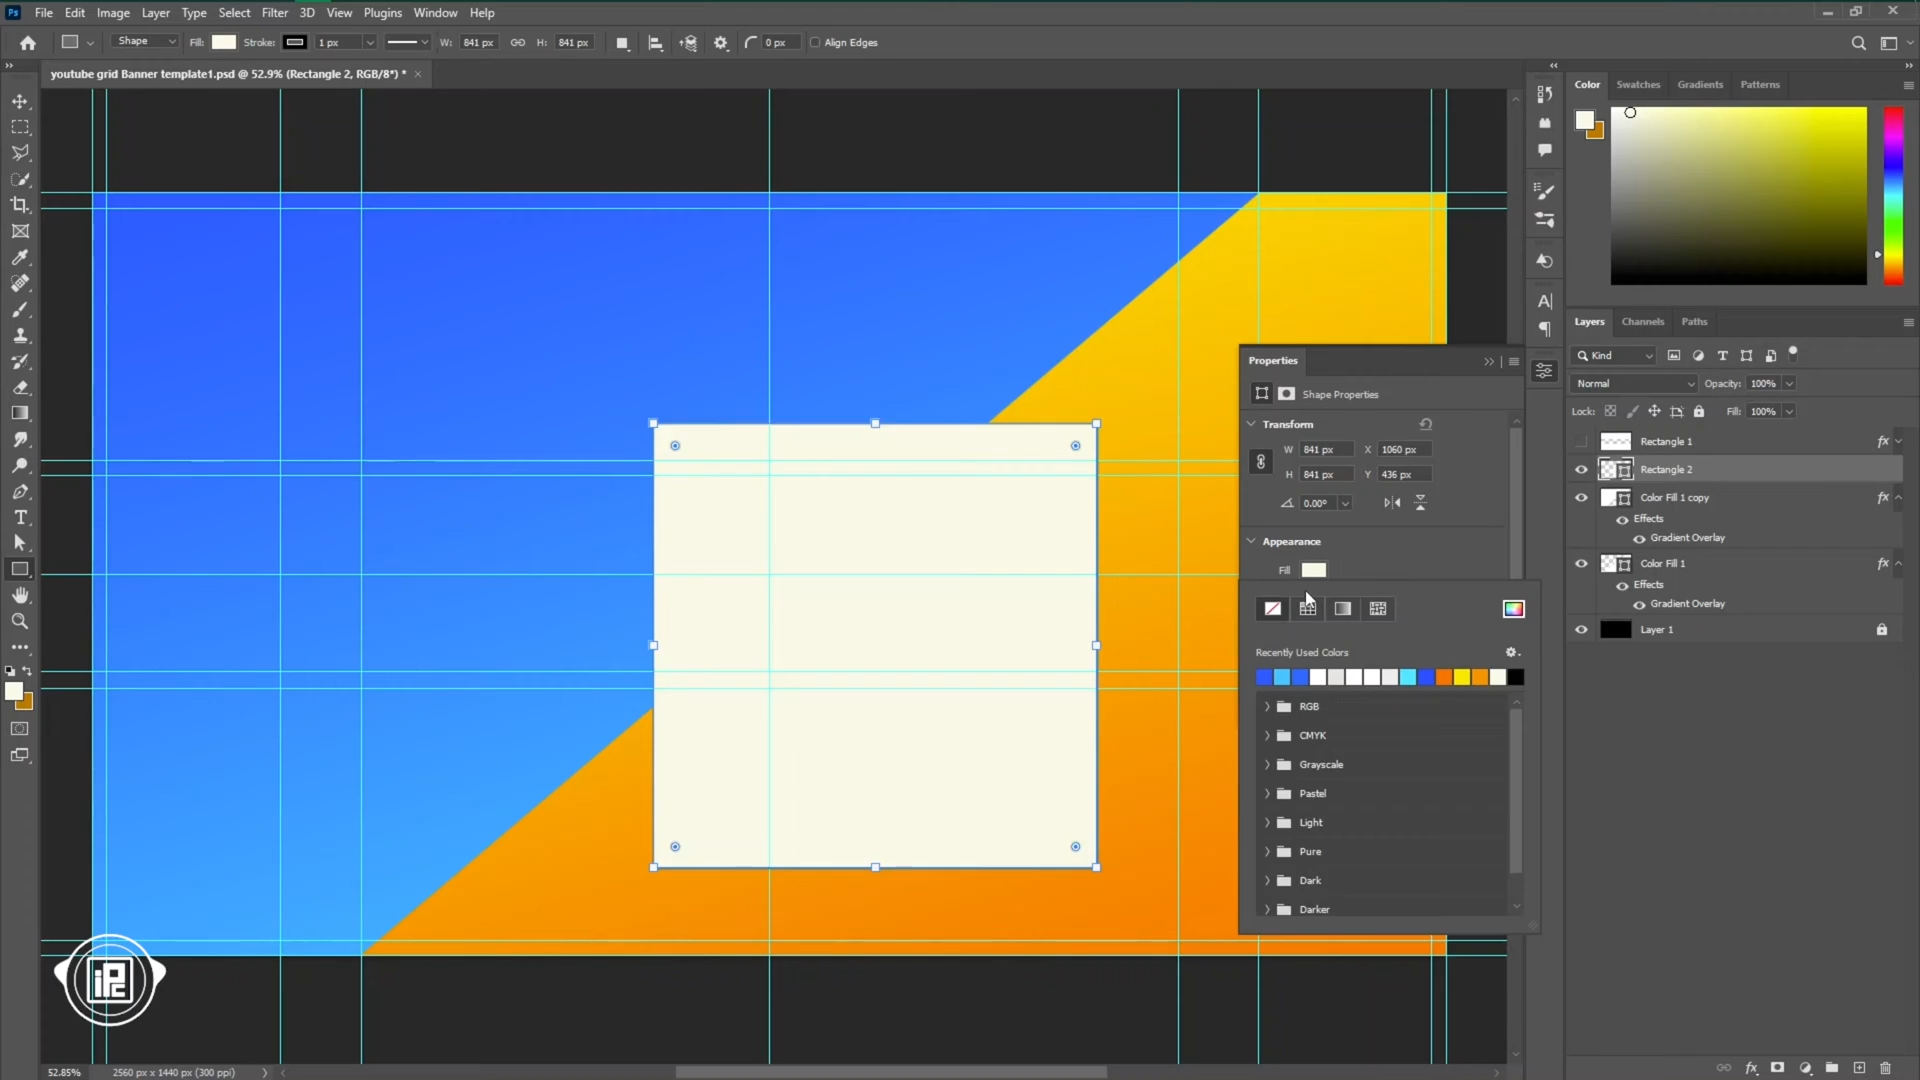 Ps File Edit Image Layer Type Select Filter 3D View Plugins Window Help
Shape Fill: Stroke: 1 px W: 841 px H: 841 px 0 px Align Edges
youtube grid Banner template1.psd @ 52.9% (Rectangle 2, RGB/8*) * ×
Color Swatches Gradients Patterns
Layers Channels Paths
Kind
Normal Opacity: 100%
Lock: Fill: 100%
Rectangle 1 fx
Rectangle 2
Color Fill 1 copy fx
Effects
Gradient Overlay
Color Fill 1 fx
Effects
Gradient Overlay
Layer 1
Properties
Shape Properties
Transform
W 841 px X 1060 px
H 841 px Y 436 px
0.00°
Appearance
Fill
Recently Used Colors
RGB
CMYK
Grayscale
Pastel
Light
Pure
Dark
Darker
52.85% 2560 px x 1440 px (300 ppi)